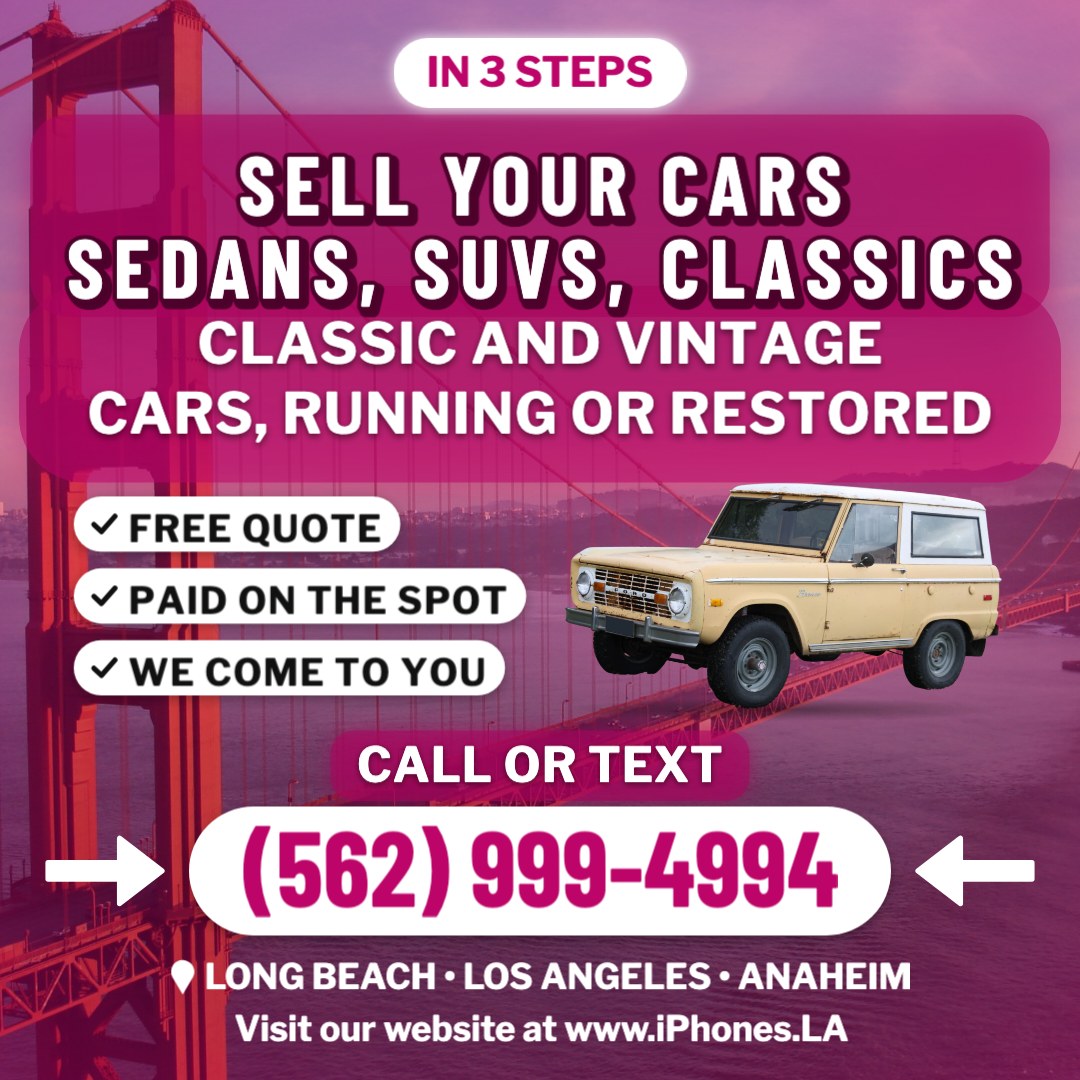 IN 3 STEPS
SELL YOUR CARS
SEDANS, SUVS, CLASSICS
CLASSIC AND VINTAGE
CARS, RUNNING OR RESTORED
✓ FREE QUOTE
✓ PAID ON THE SPOT
✓ WE COME TO YOU
FORD
CALL OR TEXT
(562) 999-4994
LONG BEACH • LOS ANGELES • ANAHEIM
Visit our website at www.iPhones.LA